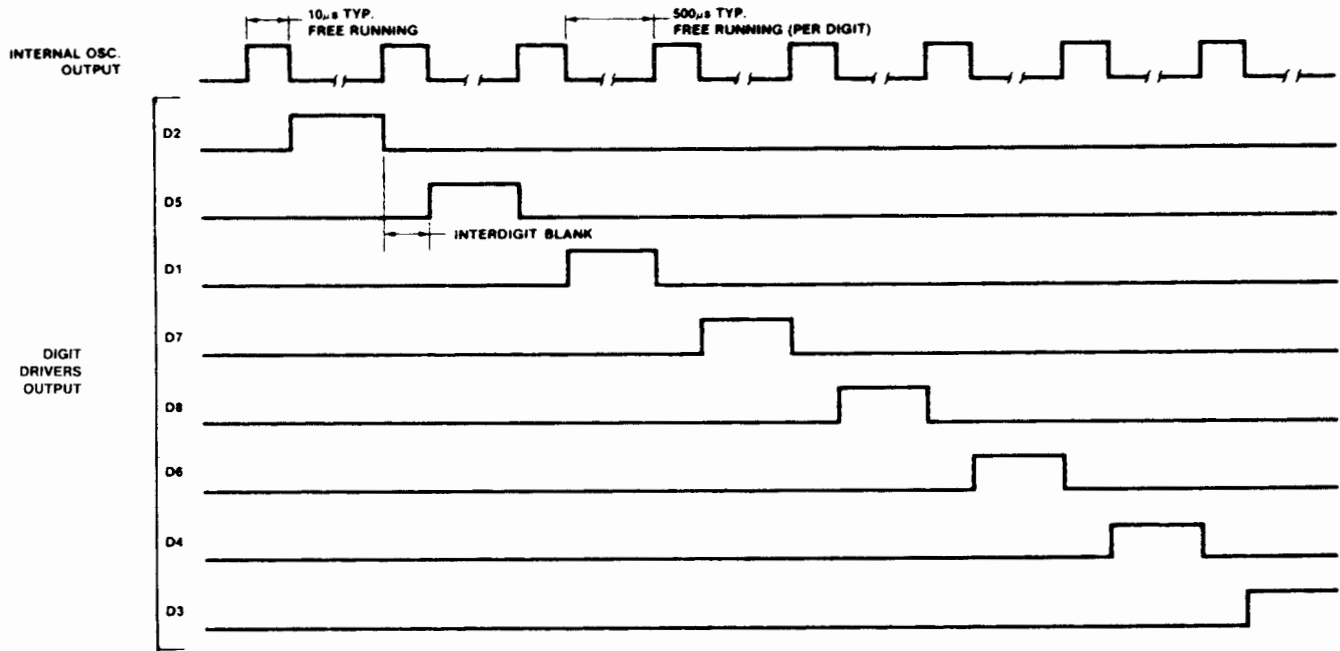 10μs TYP.
FREE RUNNING
500μs TYP.
FREE RUNNING (PER DIGIT)
INTERNAL OSC.
OUTPUT
D2
D5
INTERDIGIT BLANK
D1
D7
DIGIT
DRIVERS
OUTPUT
D8
D6
D4
D3